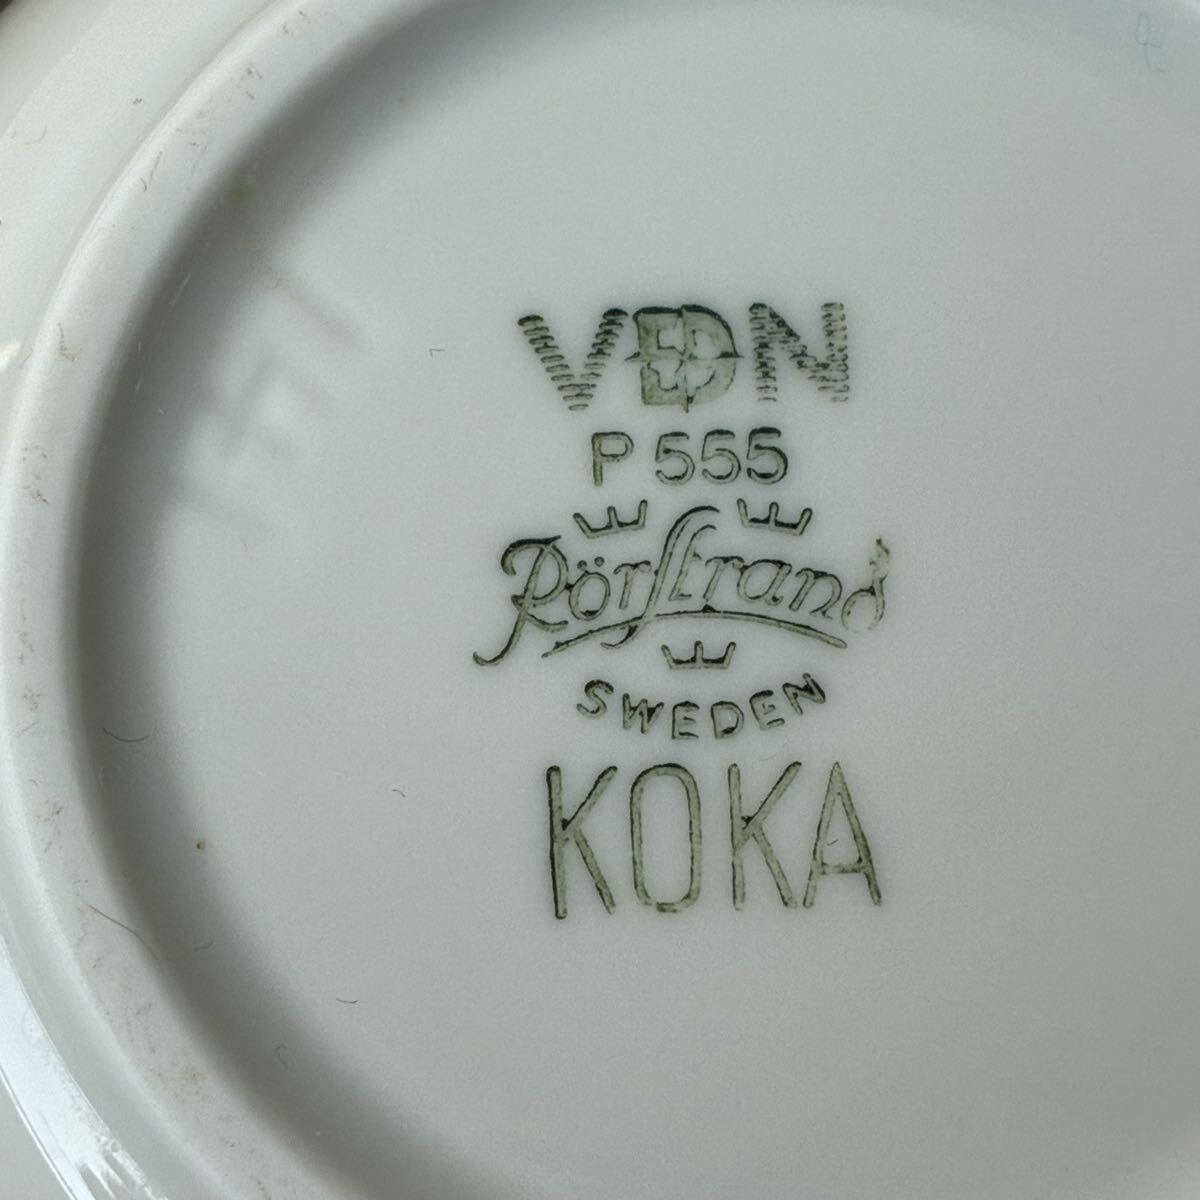 VDN
P 555
Rörstrand
SWEDEN
KOKA